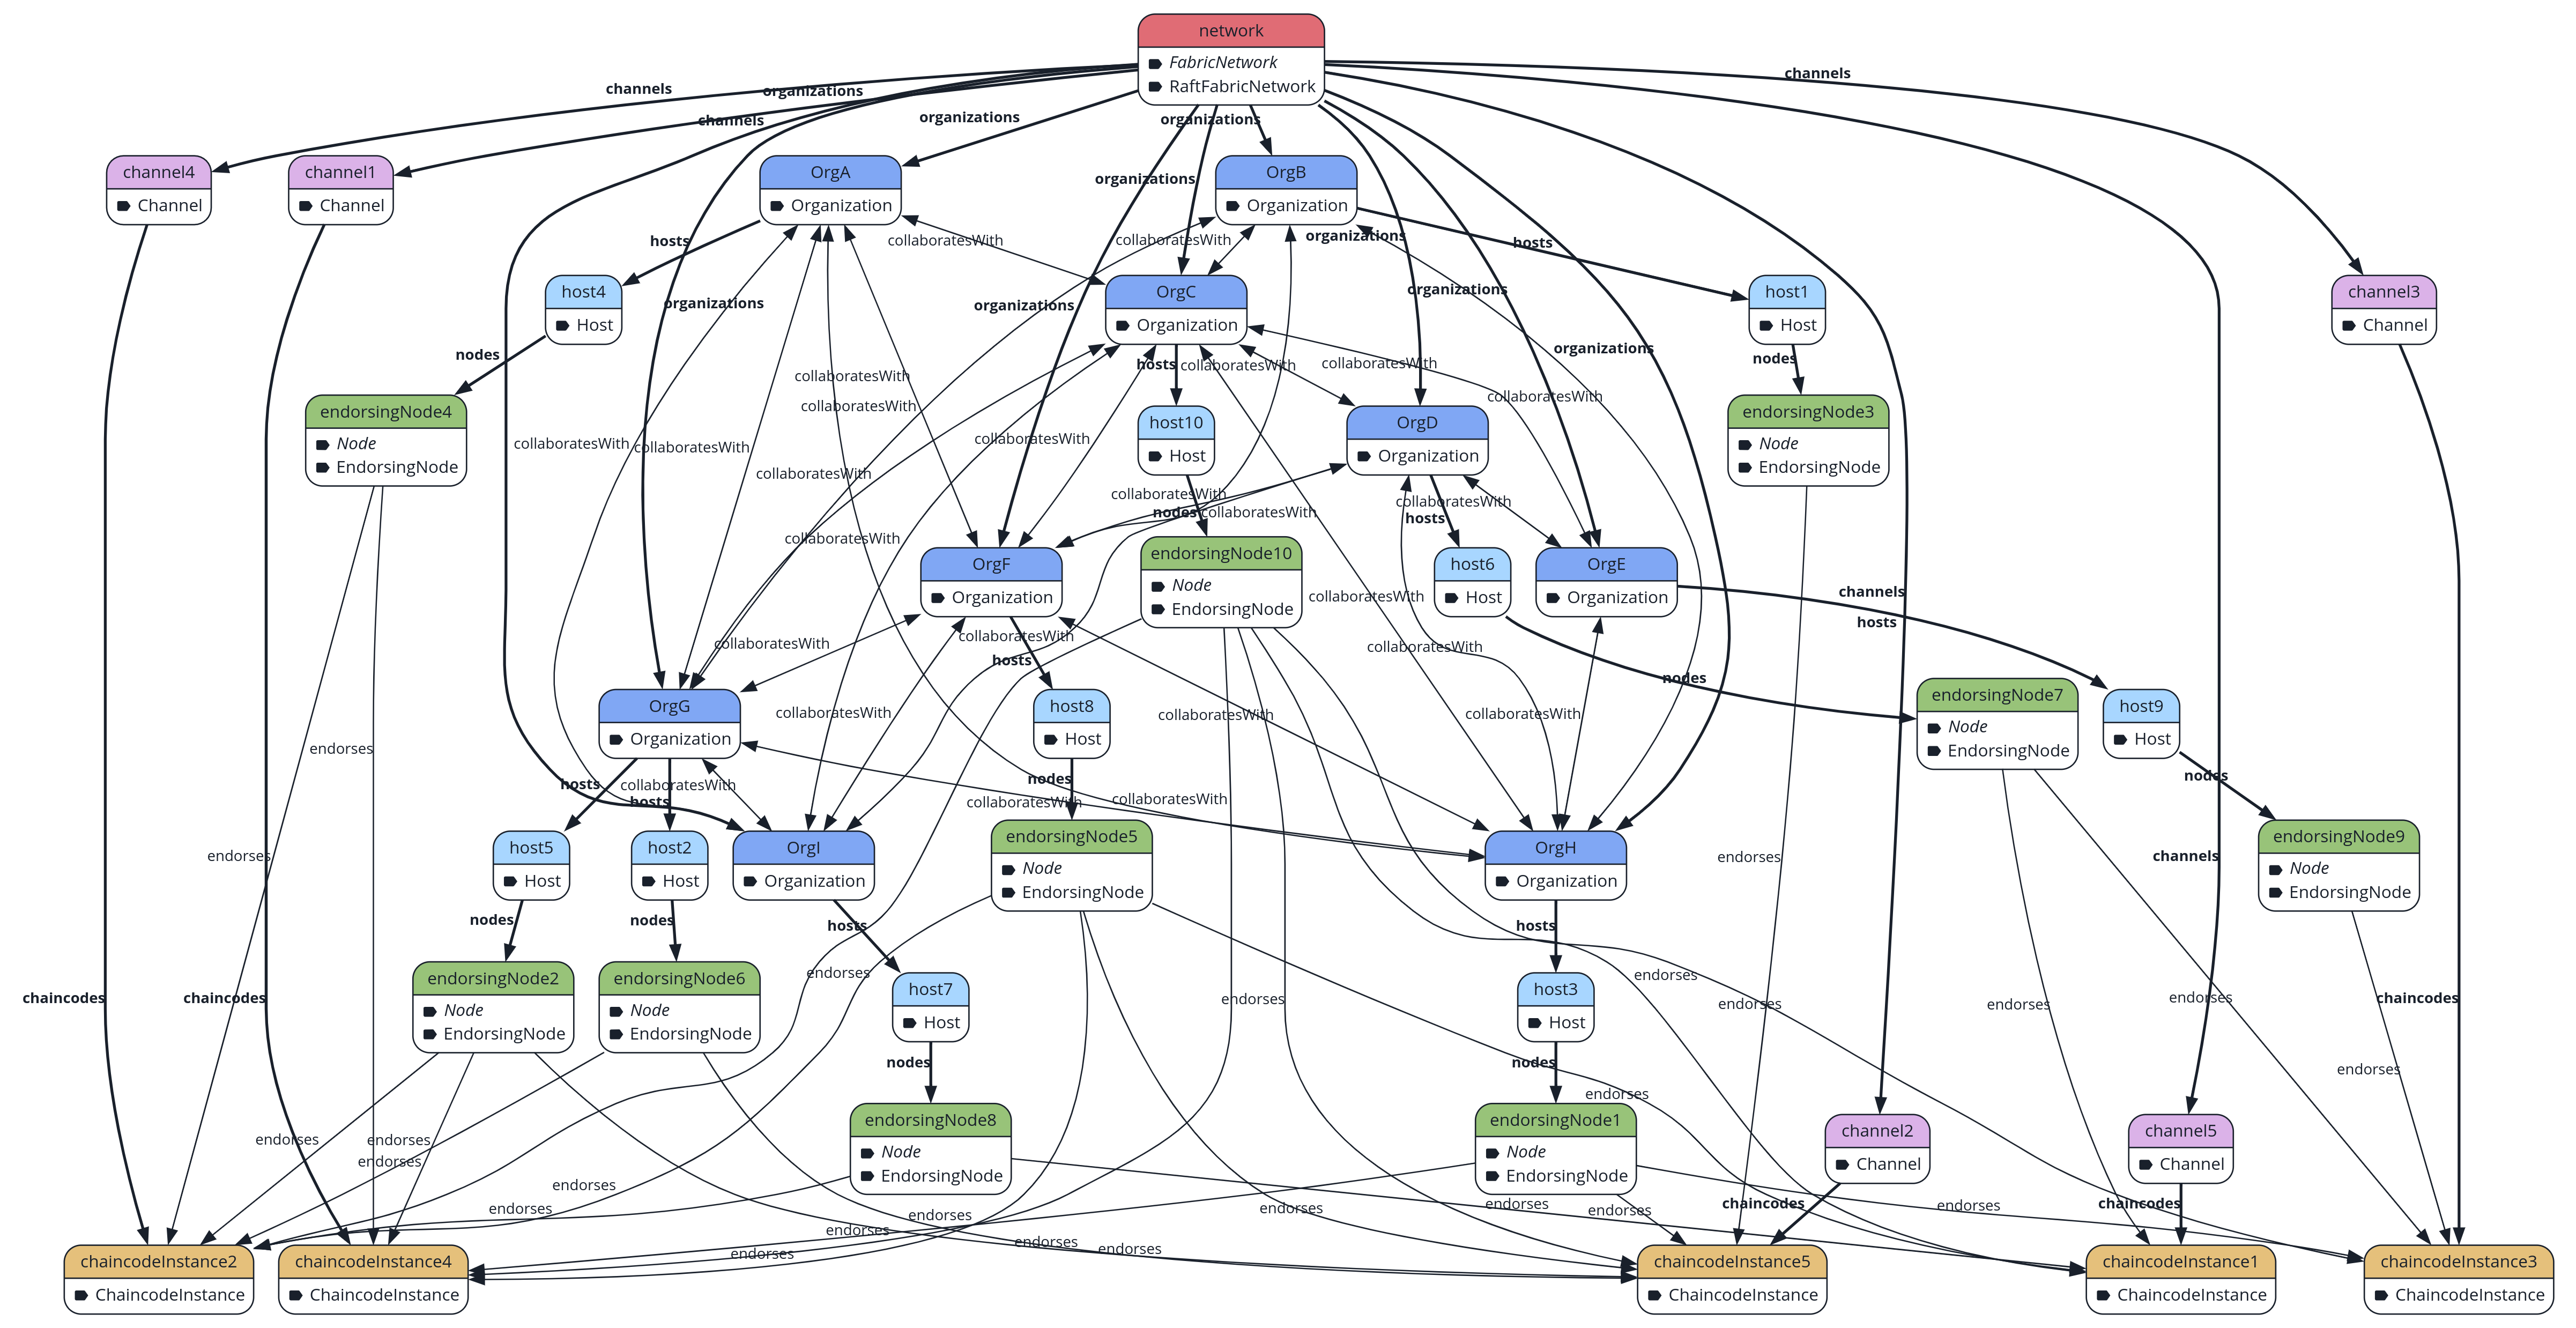 network
FabricNetwork
RaftFabricNetwork
channels
channels
organizations
channels
organizations
organizations
channel4
Channel
channel1
Channel
OrgA
Organization
OrgB
Organization
organizations
hosts
collaboratesWith
collaboratesWith
organizations
hosts
host4
Host
organizations
organizations
OrgC
Organization
organizations
host1
Host
channel3
Channel
nodes
collaboratesWith
hosts
collaboratesWith
collaboratesWith
organizations
nodes
endorsingNode4
Node
EndorsingNode
collaboratesWith
collaboratesWith
host10
Host
OrgD
Organization
endorsingNode3
Node
EndorsingNode
collaboratesWith
collaboratesWith
collaboratesWith
collaboratesWith
collaboratesWith
collaboratesWith
nodes
collaboratesWith
collaboratesWith
hosts
collaboratesWith
OrgF
Organization
endorsingNode10
Node
EndorsingNode
host6
Host
OrgE
Organization
collaboratesWith
channels
hosts
collaboratesWith
collaboratesWith
hosts
collaboratesWith
nodes
OrgG
Organization
collaboratesWith
host8
Host
collaboratesWith
collaboratesWith
endorsingNode7
Node
EndorsingNode
host9
Host
endorses
hosts
collaboratesWith
hosts
nodes
collaboratesWith
collaboratesWith
nodes
endorses
host5
Host
host2
Host
OrgI
Organization
endorsingNode5
Node
EndorsingNode
OrgH
Organization
endorses
channels
endorsingNode9
Node
EndorsingNode
nodes
nodes
hosts
hosts
chaincodes
chaincodes
endorsingNode2
Node
EndorsingNode
endorsingNode6
Node
EndorsingNode
endorses
host7
Host
endorses
host3
Host
endorses
endorses
endorses
endorses
chaincodes
nodes
nodes
endorses
endorses
endorses
endorses
endorses
endorsingNode8
Node
EndorsingNode
endorsingNode1
Node
EndorsingNode
channel2
Channel
channel5
Channel
endorses
endorses
endorses
endorses
endorses
endorses
endorses
chaincodes
endorses
chaincodes
endorses
endorses
endorses
endorses
chaincodeInstance2
ChaincodeInstance
chaincodeInstance4
ChaincodeInstance
chaincodeInstance5
ChaincodeInstance
chaincodeInstance1
ChaincodeInstance
chaincodeInstance3
ChaincodeInstance